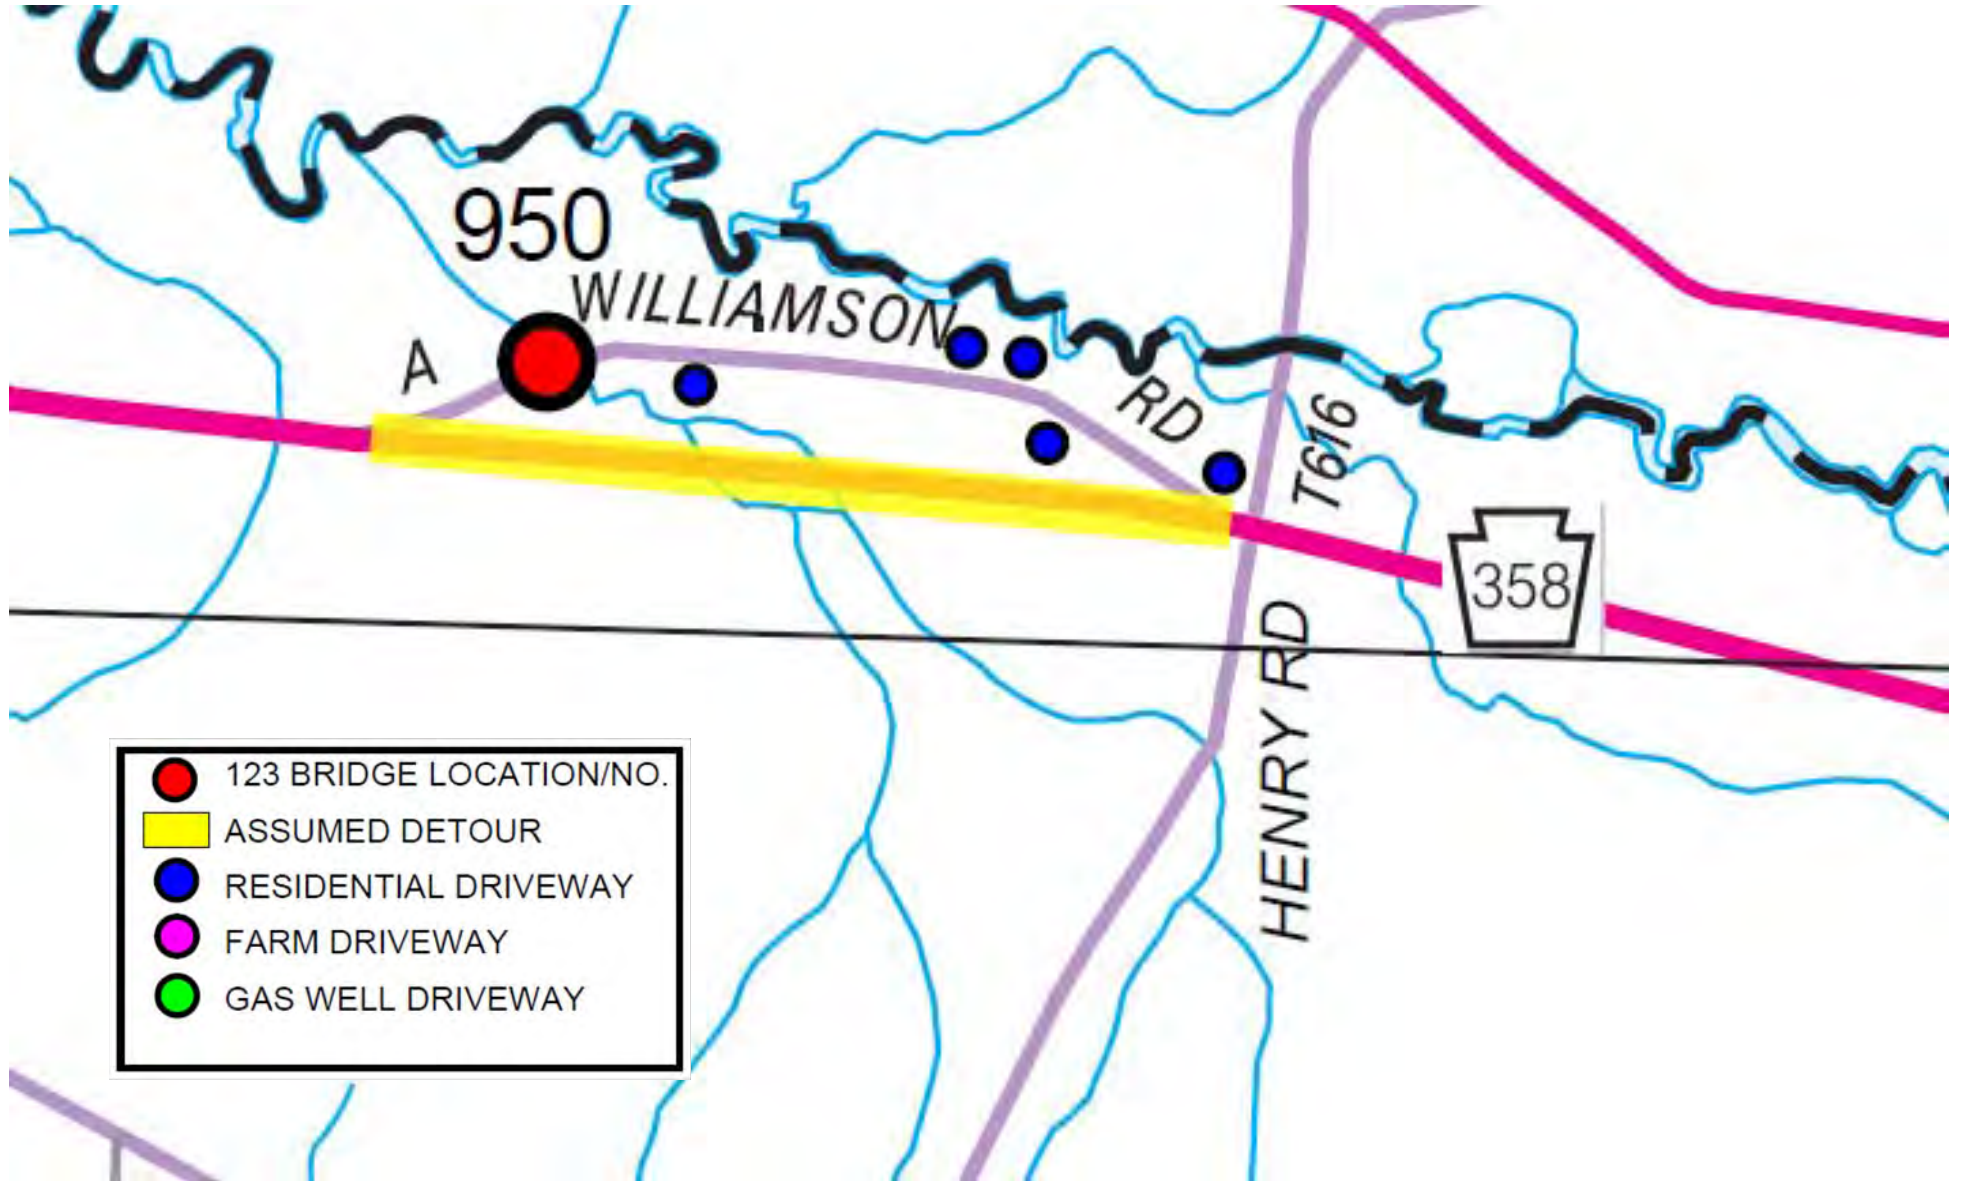 950
A WILLIAMSON RD
T616
358
HENRY RD
123 BRIDGE LOCATION/NO.
ASSUMED DETOUR
RESIDENTIAL DRIVEWAY
FARM DRIVEWAY
GAS WELL DRIVEWAY